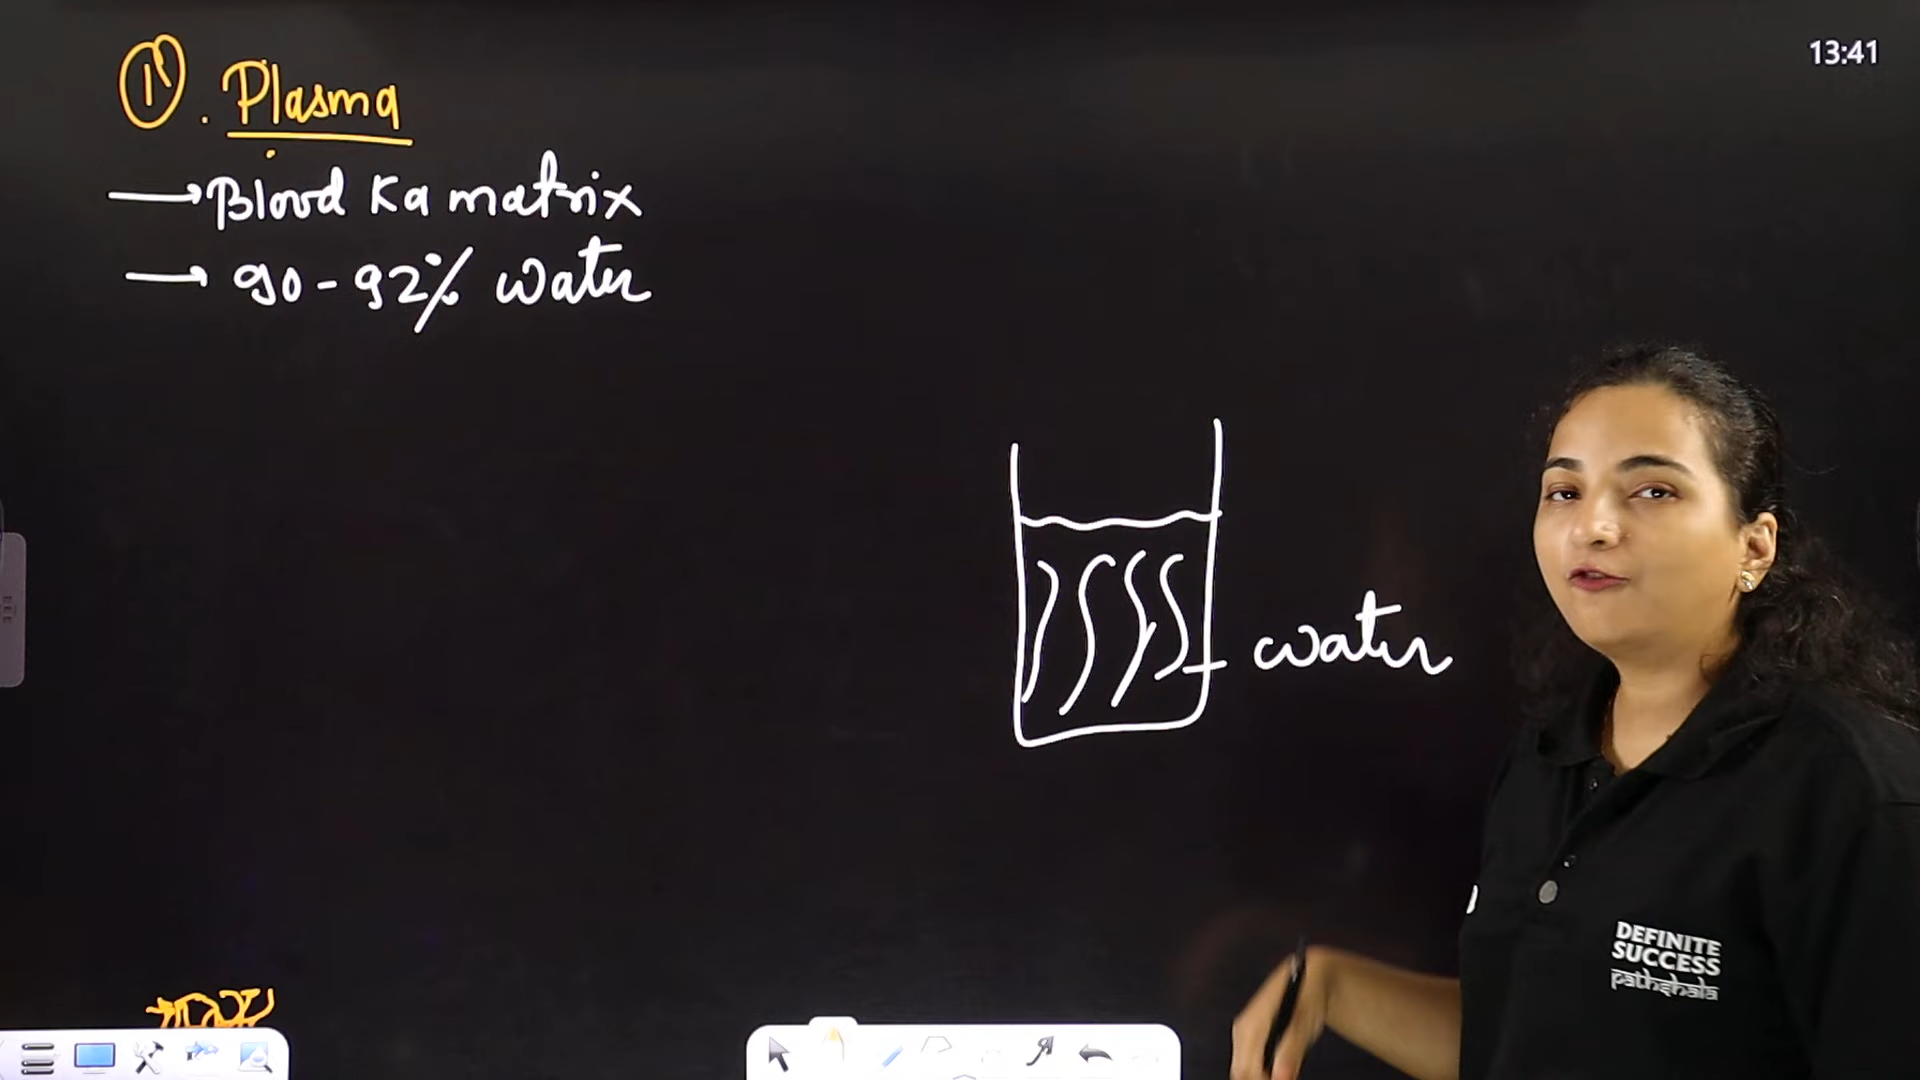 13:41
① . Plasma
→ Blood Ka matrix
→ 90 - 92% water
water
DEFINITE
SUCCESS
pathshala